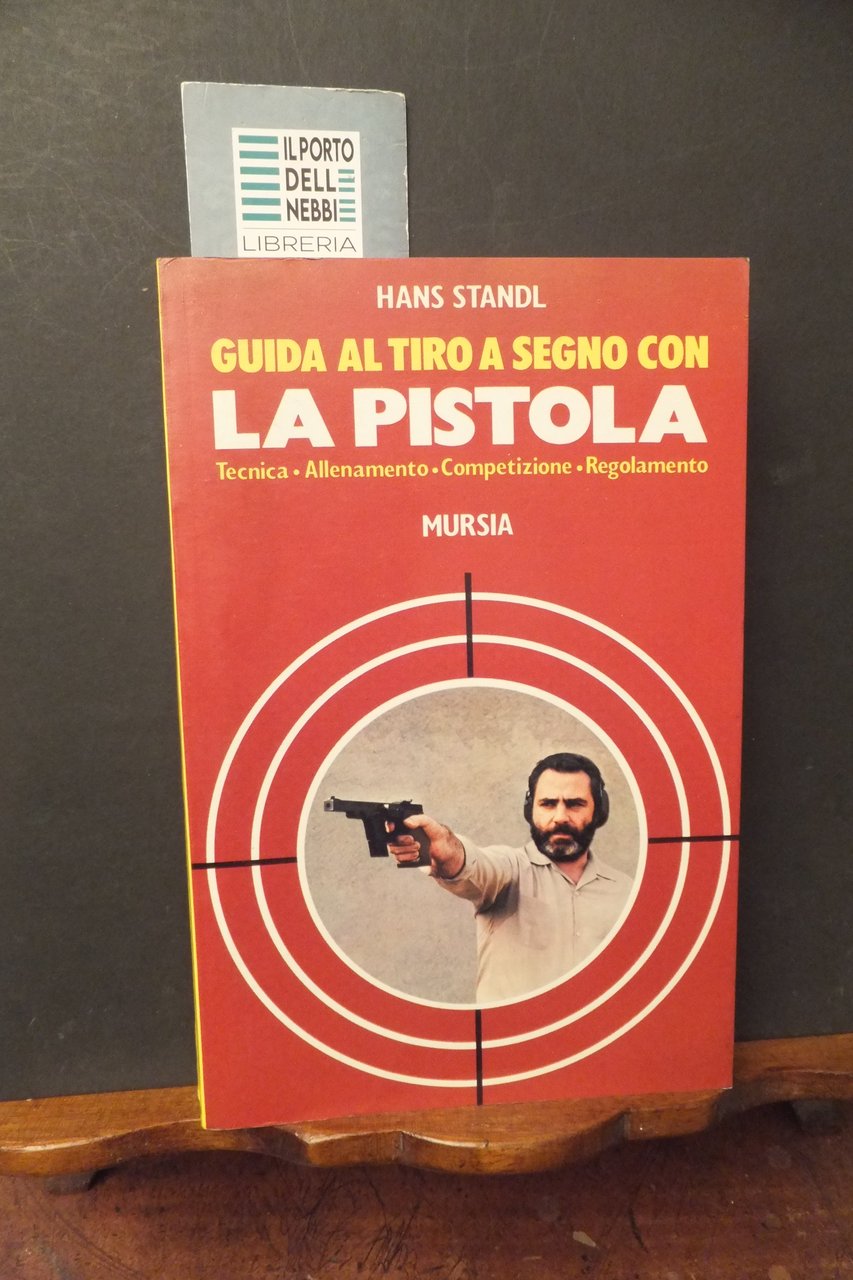 IL PORTO
DELL
NEBBI
LIBRERIA
HANS STANDL
GUIDA AL TIRO A SEGNO CON
LA PISTOLA
Tecnica • Allenamento • Competizione • Regolamento
MURSIA